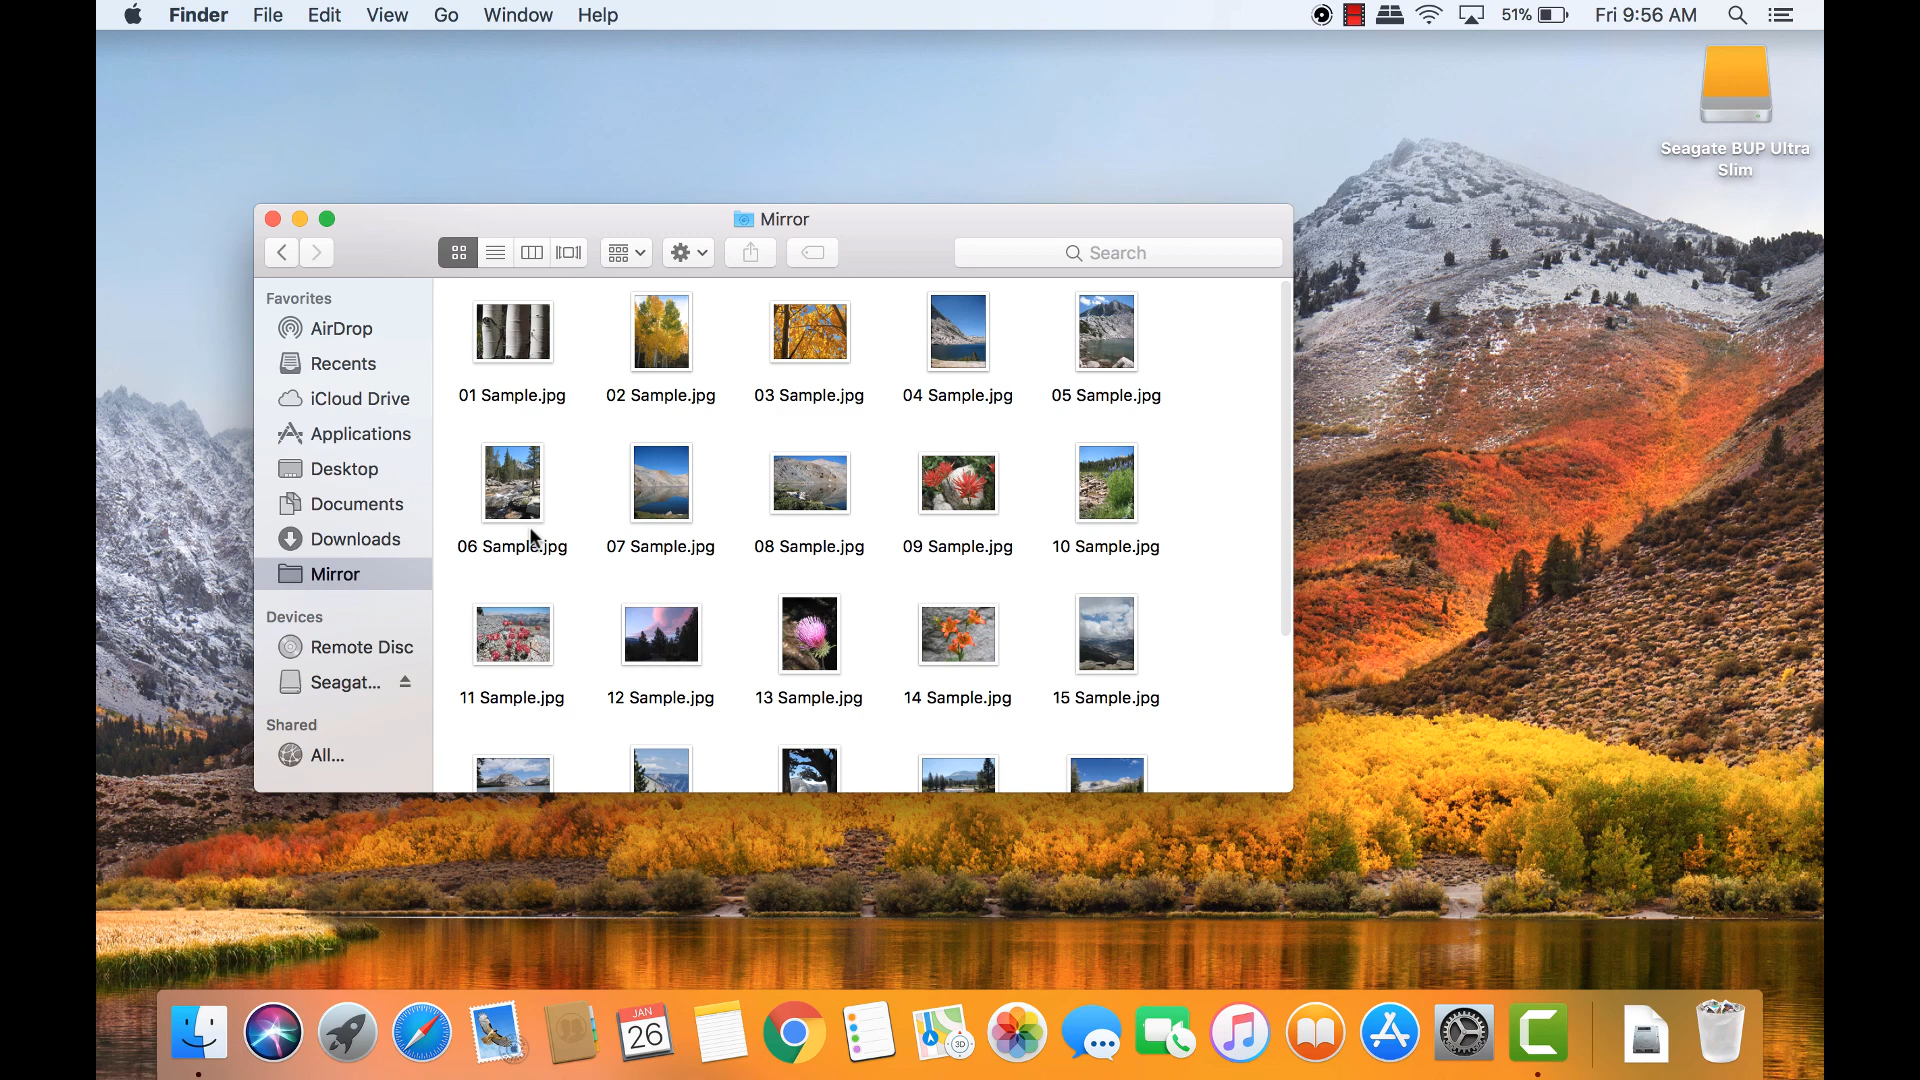 Finder File Edit View Go Window Help 51% Fri 9:56 AM
Seagate BUP Ultra
Slim
Mirror
Search
Favorites
AirDrop
Recents
iCloud Drive
Applications
Desktop
Documents
Downloads
Mirror
Devices
Remote Disc
Seagat...
Shared
All...
01 Sample.jpg 02 Sample.jpg 03 Sample.jpg 04 Sample.jpg 05 Sample.jpg
06 Sample.jpg 07 Sample.jpg 08 Sample.jpg 09 Sample.jpg 10 Sample.jpg
11 Sample.jpg 12 Sample.jpg 13 Sample.jpg 14 Sample.jpg 15 Sample.jpg
JAN
26
3D